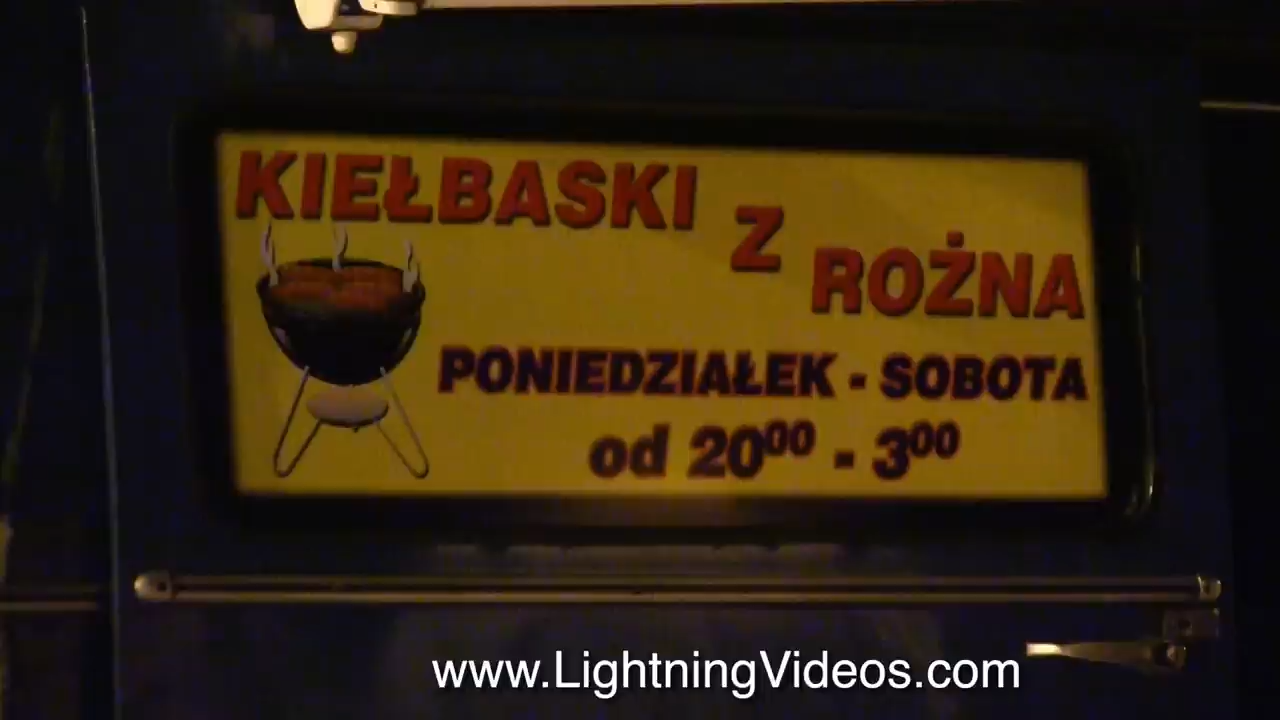 KIEŁBASKI Z ROŻNA
PONIEDZIAŁEK - SOBOTA
od 20⁰⁰ - 3⁰⁰
www.LightningVideos.com